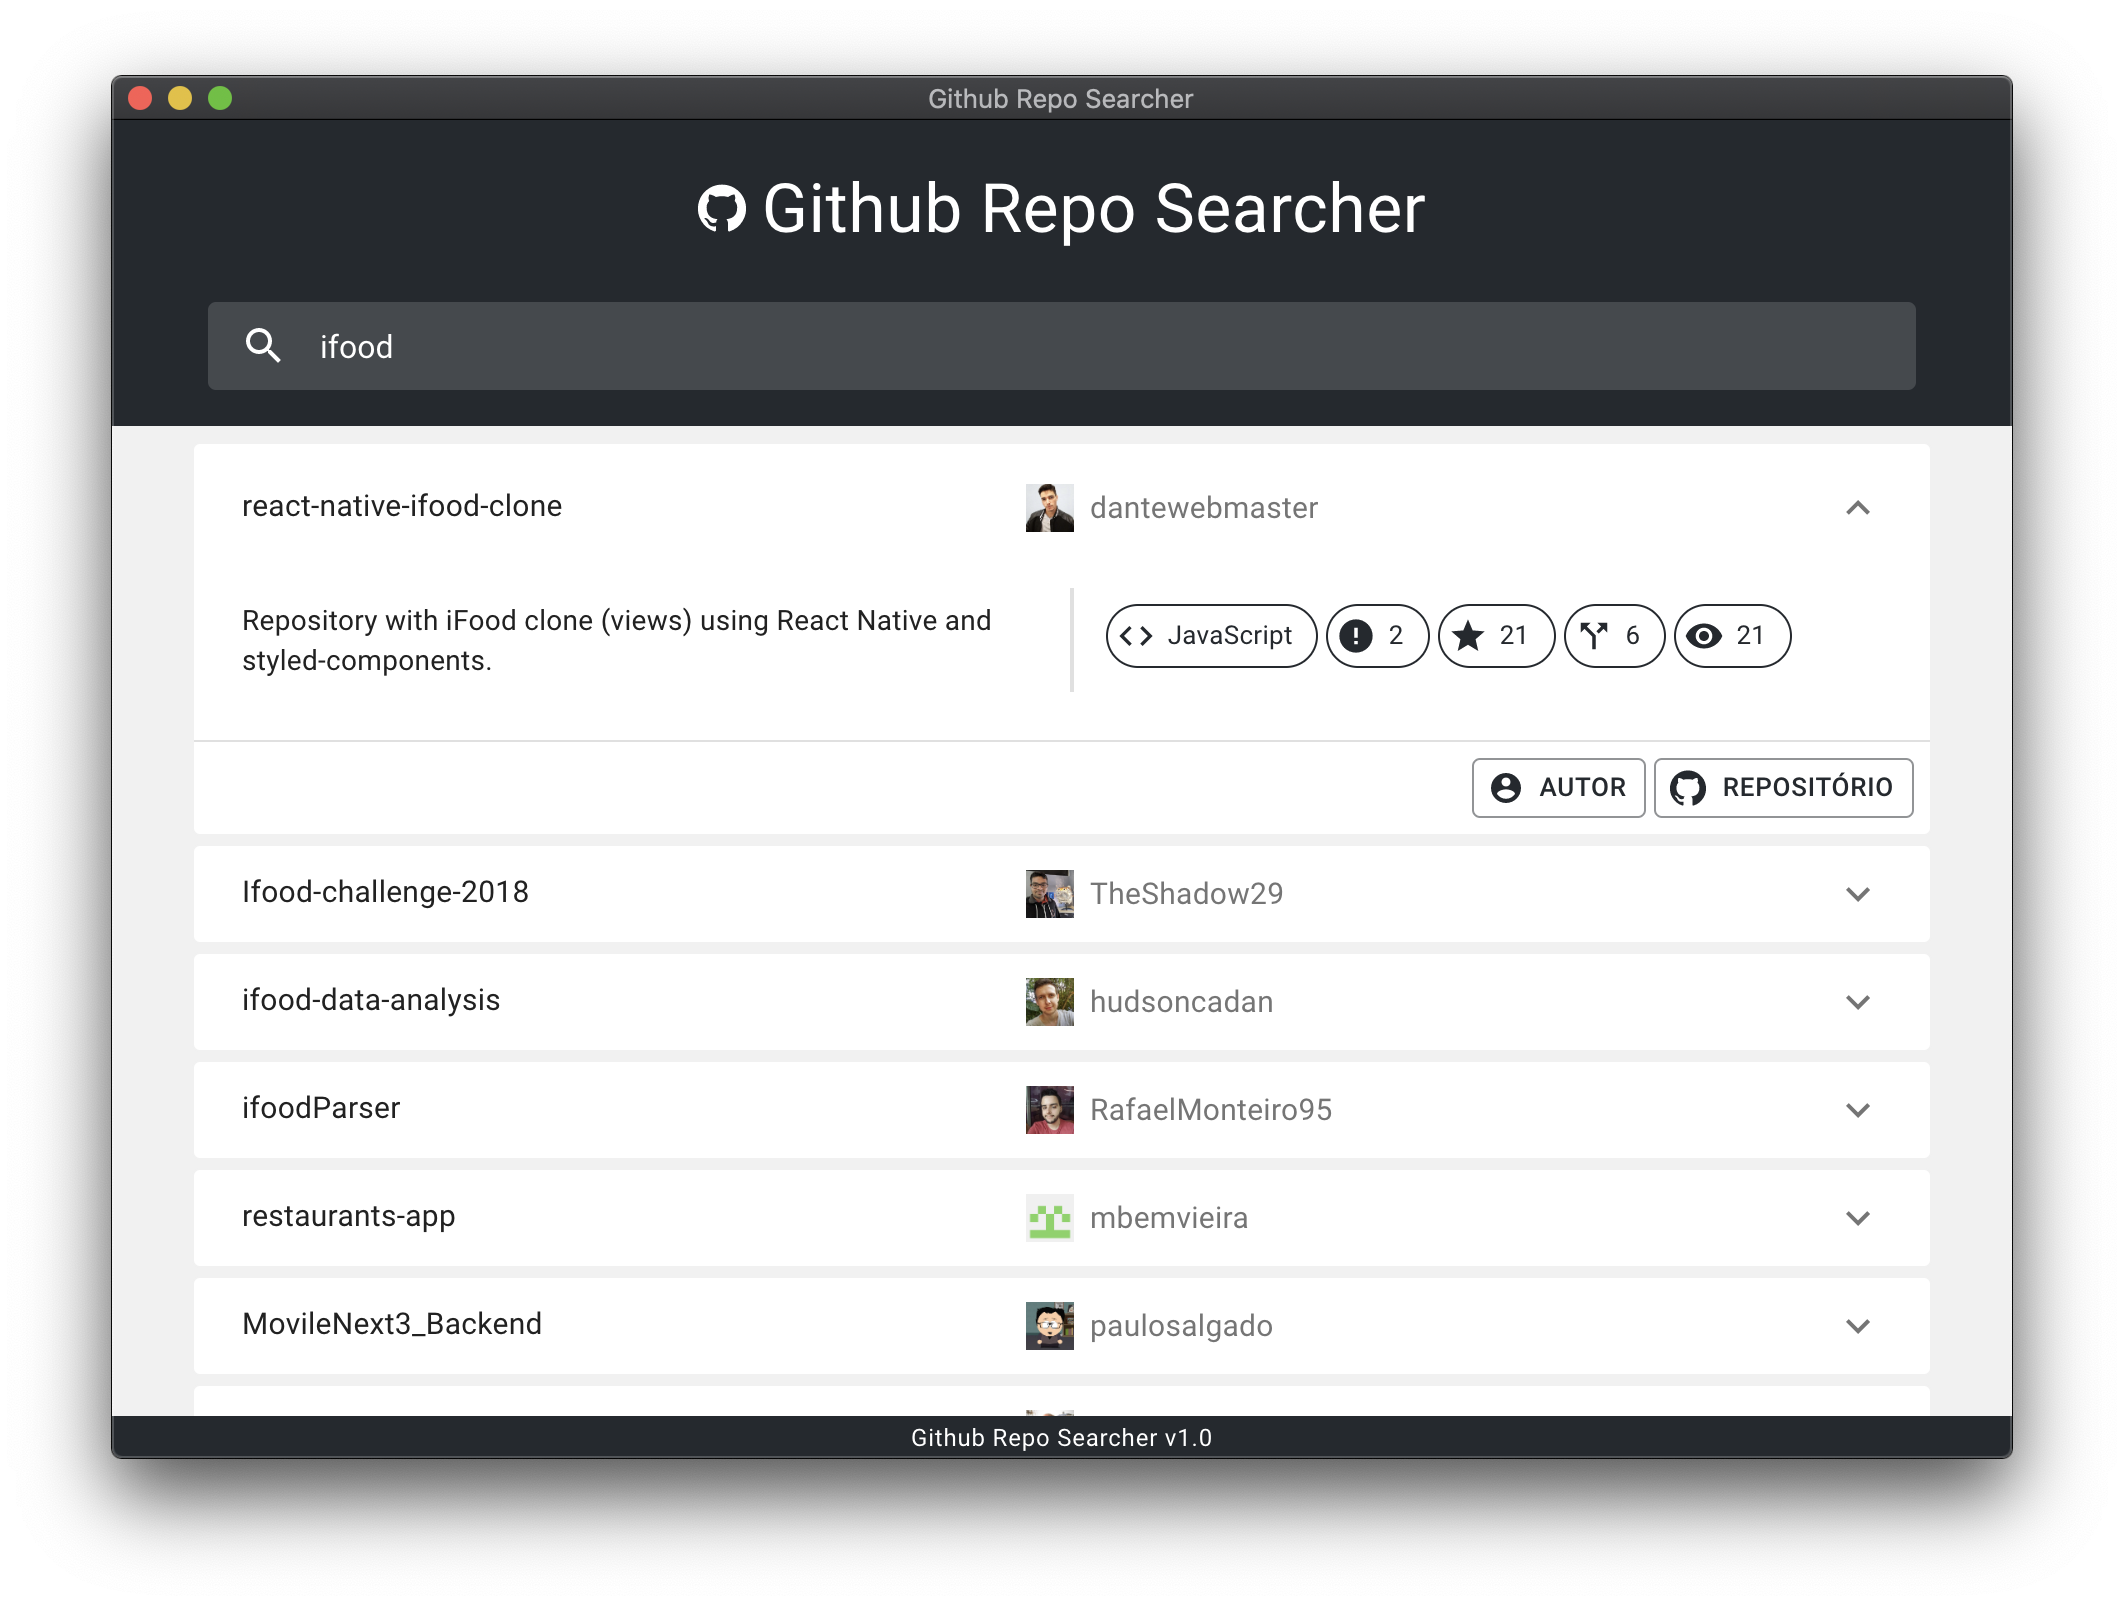 Github Repo Searcher
Github Repo Searcher
ifood
react-native-ifood-clone
dantewebmaster
Repository with iFood clone (views) using React Native and
styled-components.
JavaScript 2 21 6 21
AUTOR REPOSITÓRIO
Ifood-challenge-2018
TheShadow29
ifood-data-analysis
hudsoncadan
ifoodParser
RafaelMonteiro95
restaurants-app
mbemvieira
MovileNext3_Backend
paulosalgado
Github Repo Searcher v1.0